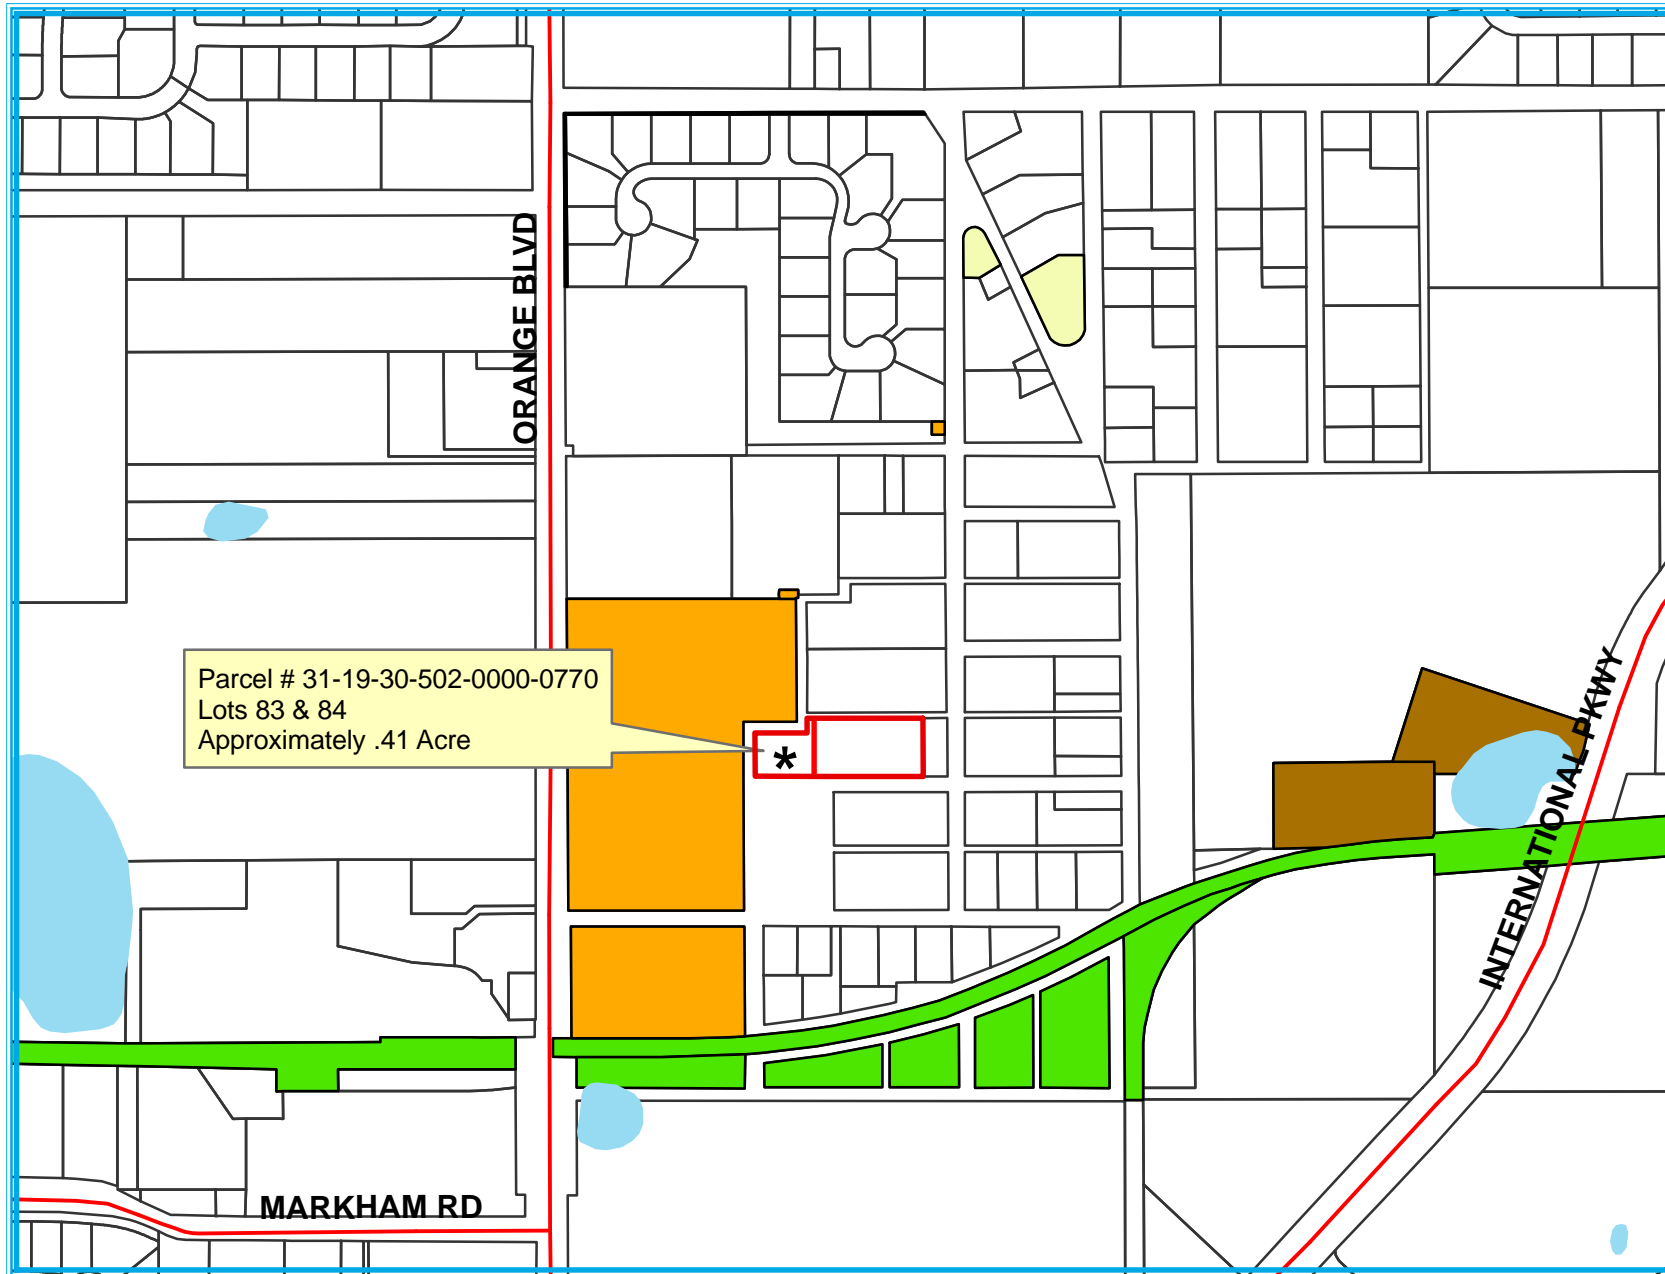 ORANGE BLVD
Parcel # 31-19-30-502-0000-0770
Lots 83 & 84
Approximately .41 Acre
*
INTERNATIONAL PKWY
MARKHAM RD